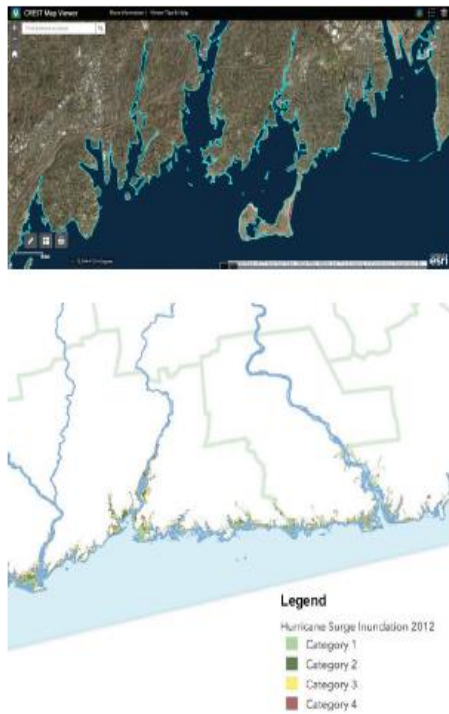 CREST Map Viewer
esri
Legend
Hurricane Surge Inundation 2012
Category 1
Category 2
Category 3
Category 4